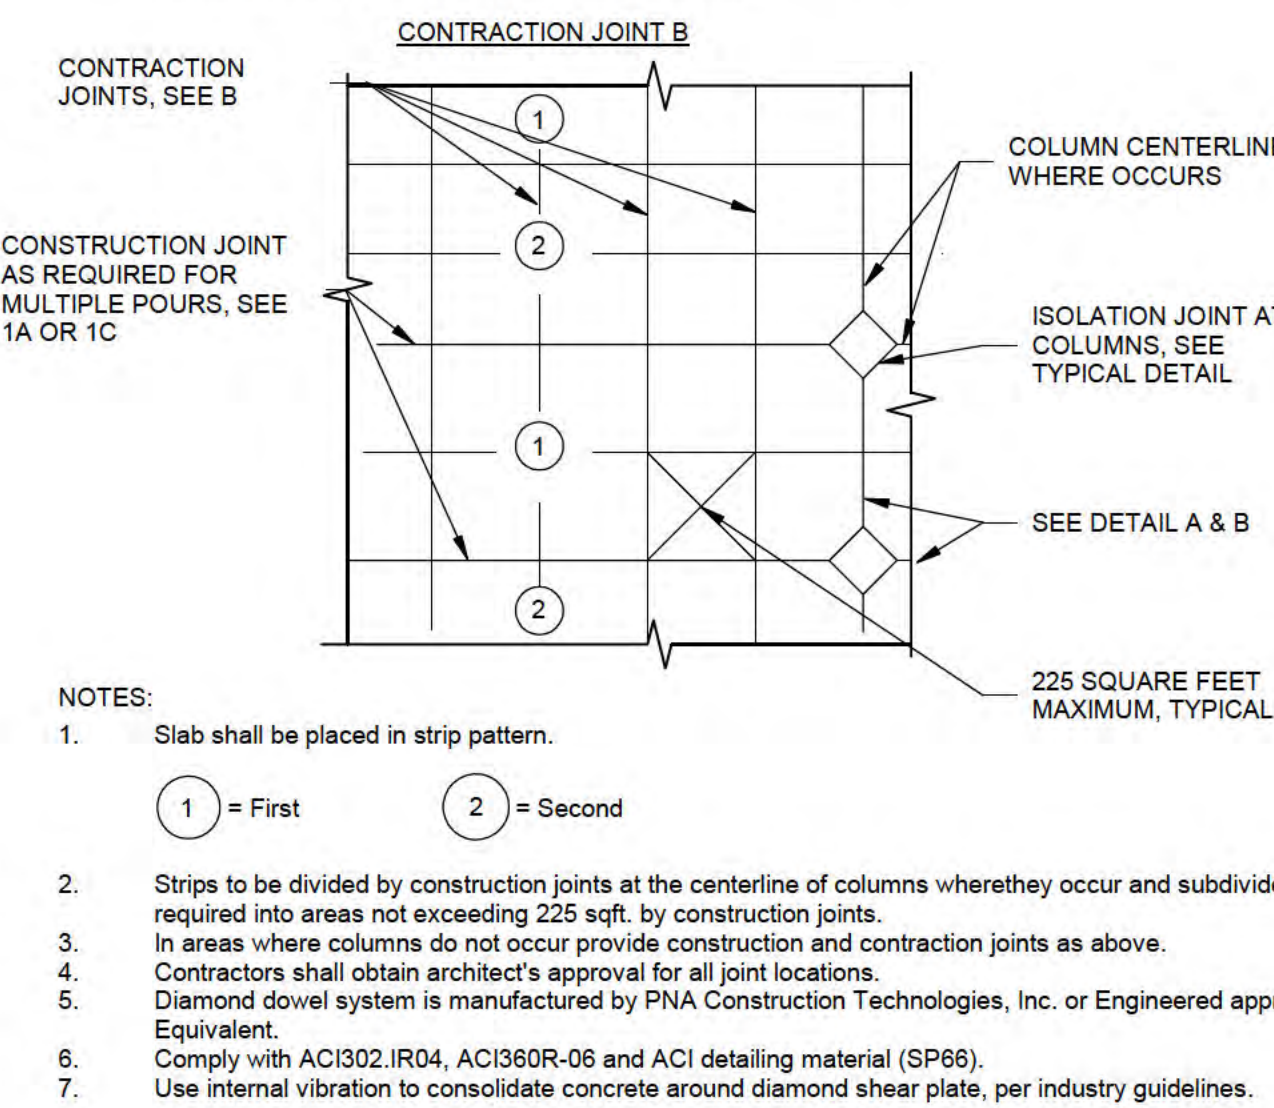 CONTRACTION JOINT B
CONTRACTION
JOINTS, SEE B
1
COLUMN CENTERLINE
WHERE OCCURS
CONSTRUCTION JOINT
AS REQUIRED FOR
MULTIPLE POURS, SEE
1A OR 1C
2
ISOLATION JOINT AT
COLUMNS, SEE
TYPICAL DETAIL
1
SEE DETAIL A & B
2
225 SQUARE FEET
MAXIMUM, TYPICAL
NOTES:
1. Slab shall be placed in strip pattern.
1 = First 2 = Second
2. Strips to be divided by construction joints at the centerline of columns wherethey occur and subdivide
required into areas not exceeding 225 sqft. by construction joints.
3. In areas where columns do not occur provide construction and contraction joints as above.
4. Contractors shall obtain architect's approval for all joint locations.
5. Diamond dowel system is manufactured by PNA Construction Technologies, Inc. or Engineered appr
Equivalent.
6. Comply with ACI302.IR04, ACI360R-06 and ACI detailing material (SP66).
7. Use internal vibration to consolidate concrete around diamond shear plate, per industry guidelines.